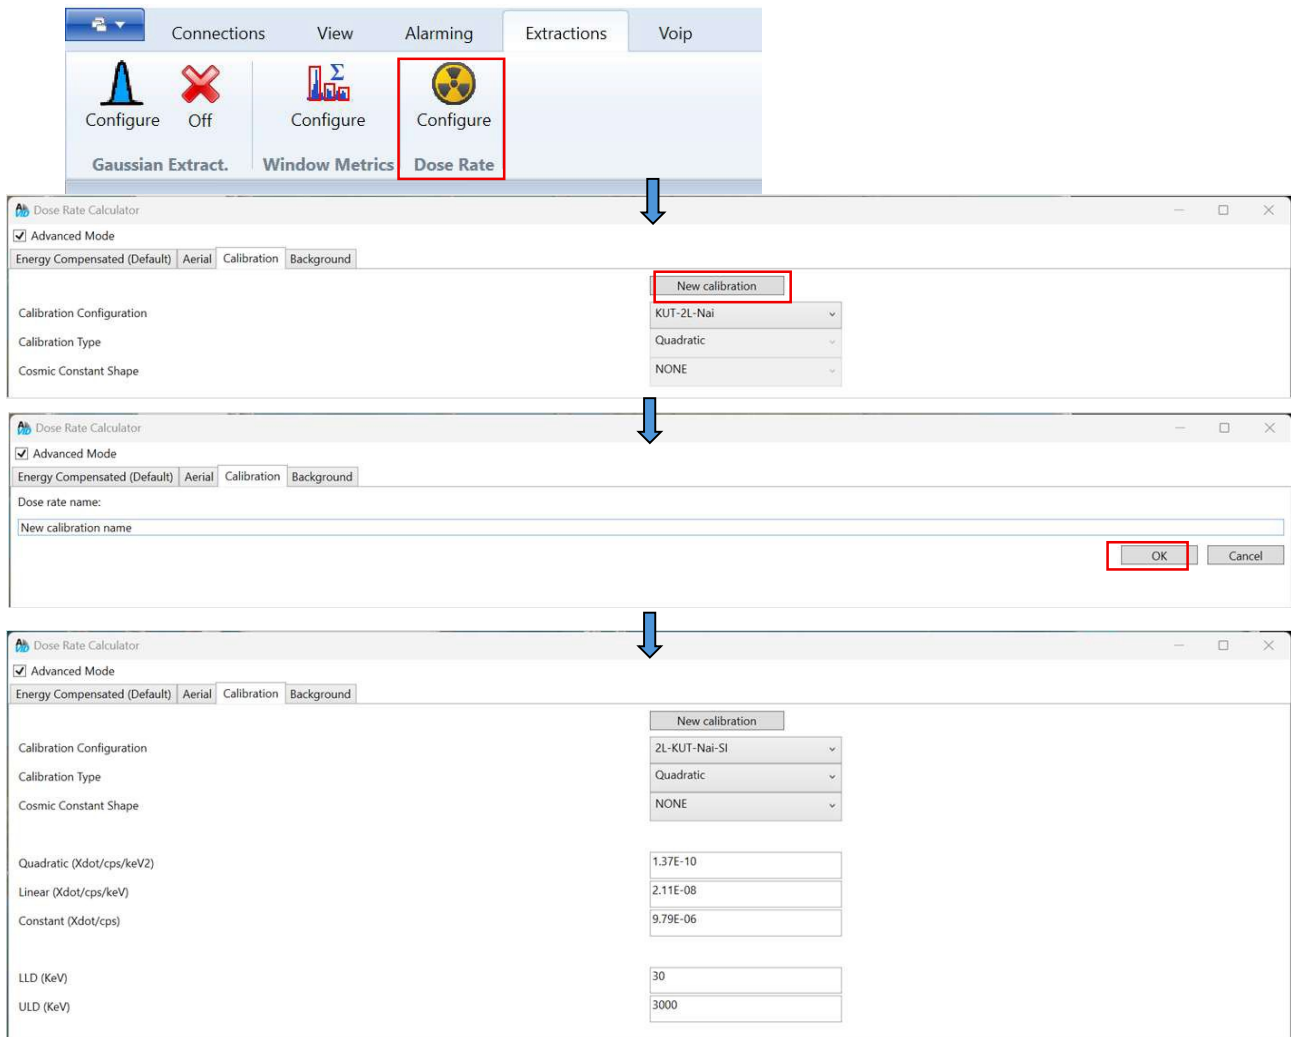 Connections View Alarming Extractions Voip
Σ
Configure Off Configure Configure
Gaussian Extract. Window Metrics Dose Rate
Dose Rate Calculator
Advanced Mode
Energy Compensated (Default) Aerial Calibration Background
New calibration
Calibration Configuration KUT-2L-Nai
Calibration Type Quadratic
Cosmic Constant Shape NONE
Dose Rate Calculator
Advanced Mode
Energy Compensated (Default) Aerial Calibration Background
Dose rate name:
New calibration name
OK Cancel
Dose Rate Calculator
Advanced Mode
Energy Compensated (Default) Aerial Calibration Background
New calibration
Calibration Configuration 2L-KUT-Nai-SI
Calibration Type Quadratic
Cosmic Constant Shape NONE
Quadratic (Xdot/cps/keV2) 1.37E-10
Linear (Xdot/cps/keV) 2.11E-08
Constant (Xdot/cps) 9.79E-06
LLD (KeV) 30
ULD (KeV) 3000